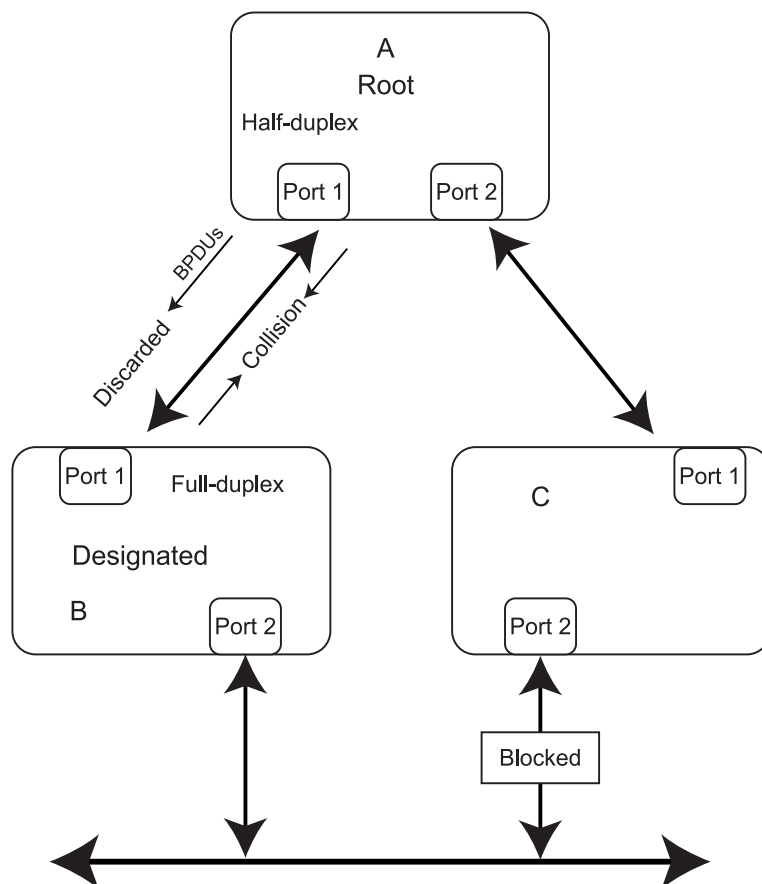 A
Root
Half-duplex
Port 1
Port 2
BPDUs
Discarded
Collision
Port 1
Full-duplex
Designated
B
Port 2
Port 1
C
Port 2
Blocked